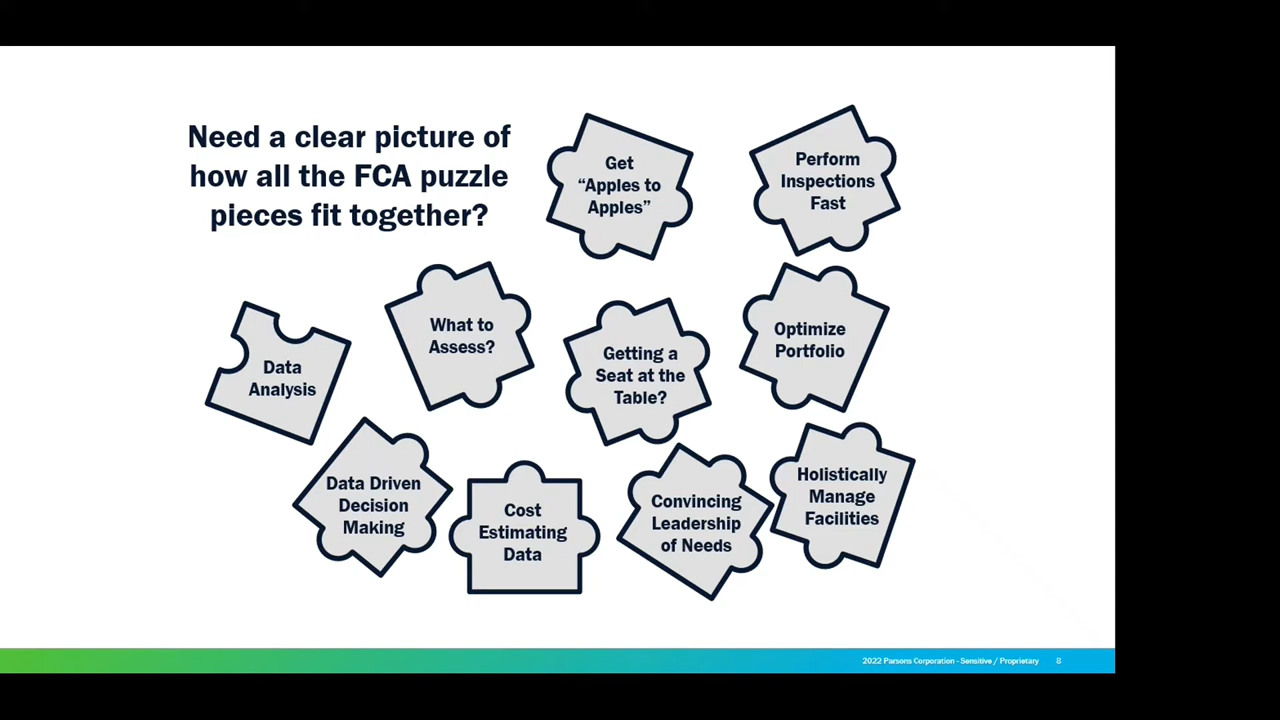 Need a clear picture of
how all the FCA puzzle
pieces fit together?
Get
“Apples to
Apples”
Perform
Inspections
Fast
What to
Assess?
Getting a
Seat at the
Table?
Optimize
Portfolio
Data
Analysis
Data Driven
Decision
Making
Cost
Estimating
Data
Convincing
Leadership
of Needs
Holistically
Manage
Facilities
2022 Parsons Corporation - Sensitive / Proprietary 8